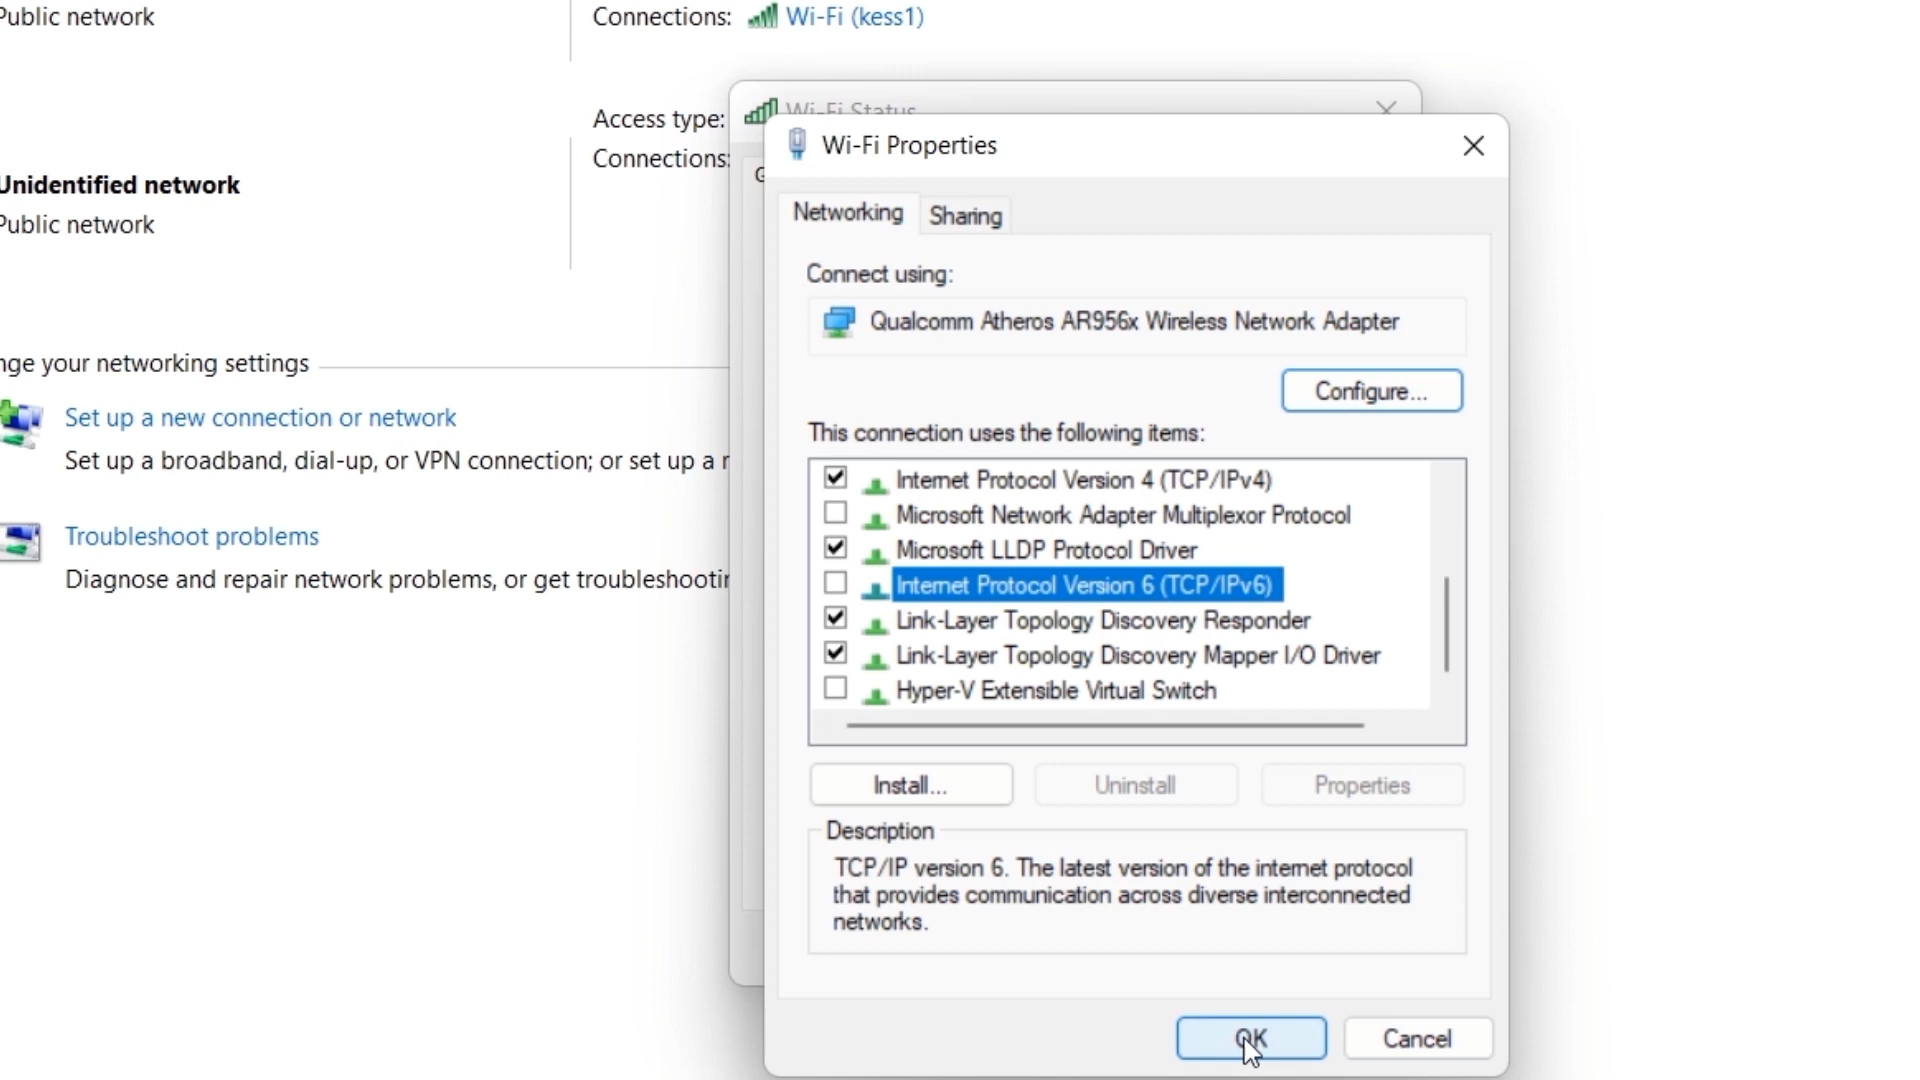 Public network
Connections: Wi-Fi (kess1)
Access type:
Connections:
Unidentified network
Public network
nge your networking settings
Set up a new connection or network
Set up a broadband, dial-up, or VPN connection; or set up a r
Troubleshoot problems
Diagnose and repair network problems, or get troubleshootin
Wi-Fi Status
G
Wi-Fi Properties
Networking
Sharing
Connect using:
Qualcomm Atheros AR956x Wireless Network Adapter
Configure...
This connection uses the following items:
Internet Protocol Version 4 (TCP/IPv4)
Microsoft Network Adapter Multiplexor Protocol
Microsoft LLDP Protocol Driver
Internet Protocol Version 6 (TCP/IPv6)
Link-Layer Topology Discovery Responder
Link-Layer Topology Discovery Mapper I/O Driver
Hyper-V Extensible Virtual Switch
Install...
Uninstall
Properties
Description
TCP/IP version 6. The latest version of the internet protocol
that provides communication across diverse interconnected
networks.
OK
Cancel